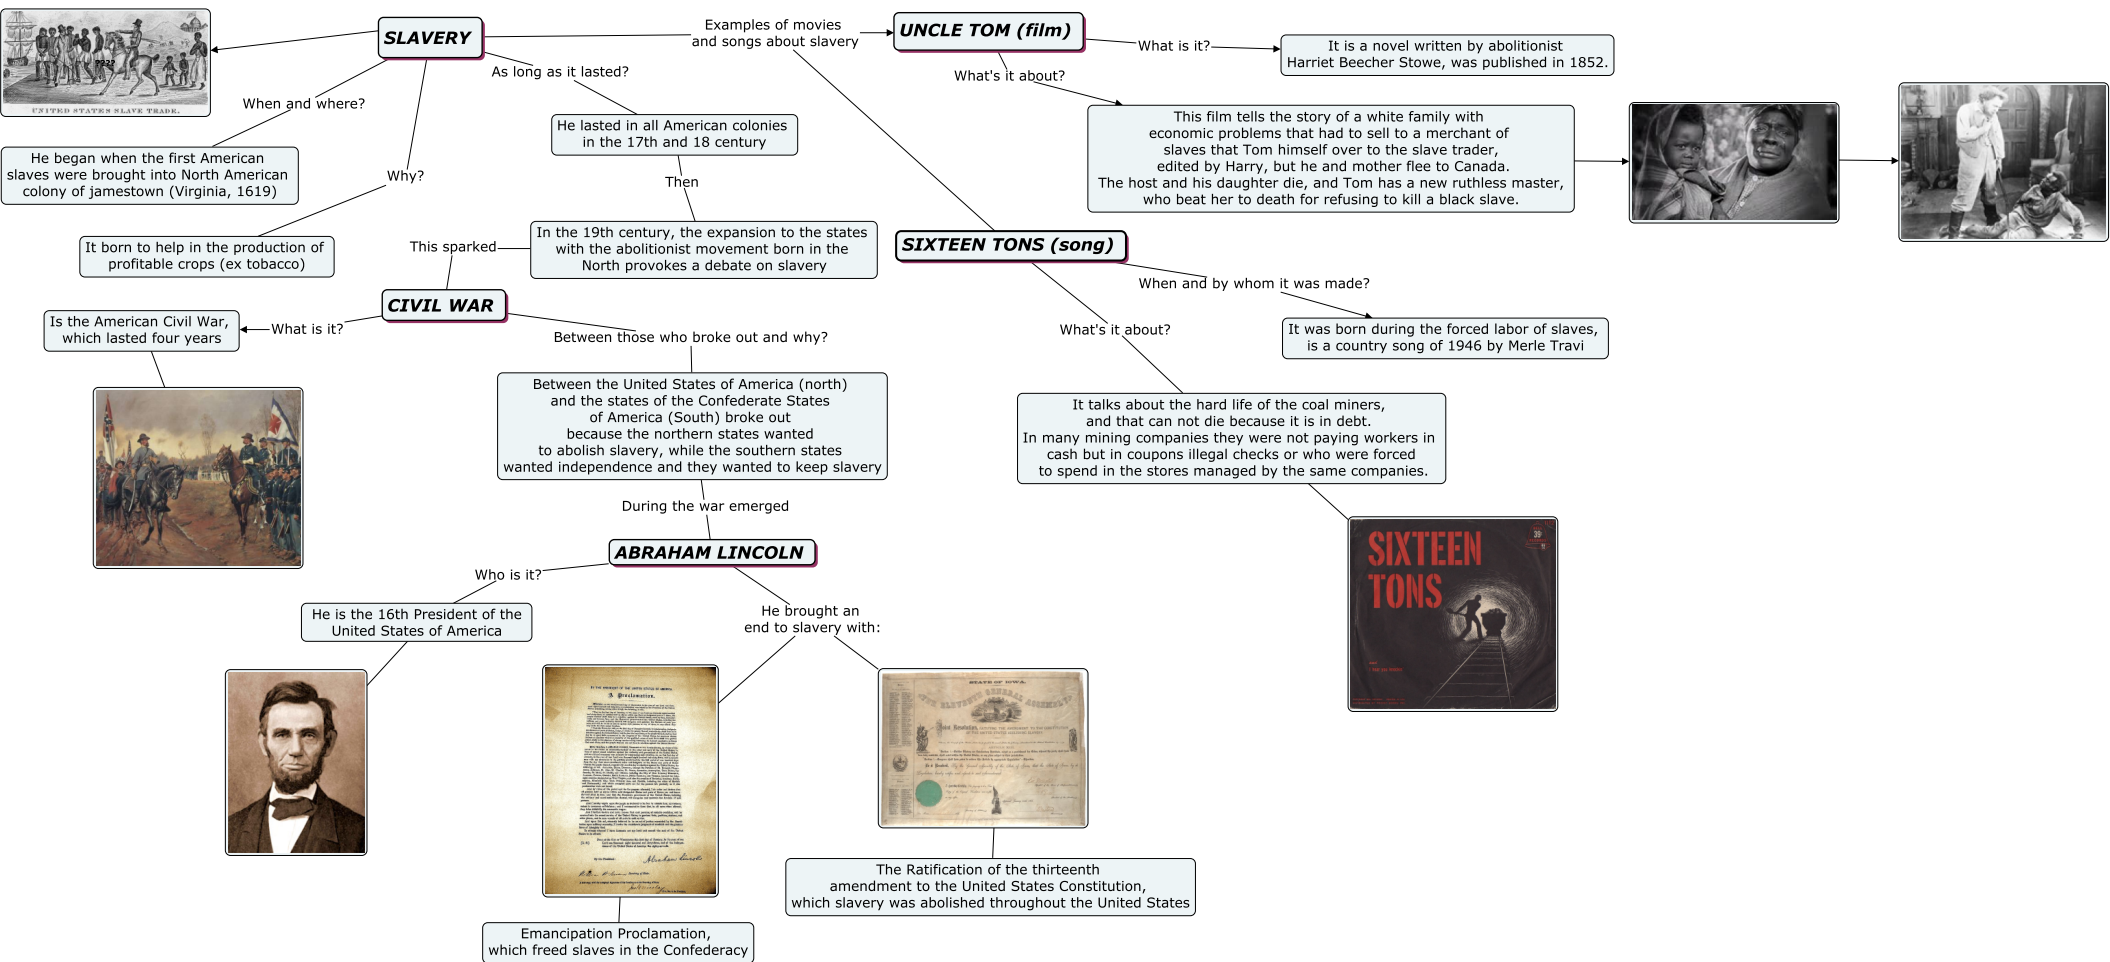 ????
UNITED STATES SLAVE TRADE.
SLAVERY
Examples of movies
and songs about slavery
UNCLE TOM (film)
What is it?
It is a novel written by abolitionist
Harriet Beecher Stowe, was published in 1852.
What's it about?
This film tells the story of a white family with
economic problems that had to sell to a merchant of
slaves that Tom himself over to the slave trader,
edited by Harry, but he and mother flee to Canada.
The host and his daughter die, and Tom has a new ruthless master,
who beat her to death for refusing to kill a black slave.
As long as it lasted?
He lasted in all American colonies
in the 17th and 18 century
Then
In the 19th century, the expansion to the states
with the abolitionist movement born in the
North provokes a debate on slavery
When and where?
He began when the first American
slaves were brought into North American
colony of jamestown (Virginia, 1619)
Why?
It born to help in the production of
profitable crops (ex tobacco)
This sparked
CIVIL WAR
What is it?
Is the American Civil War,
which lasted four years
Between those who broke out and why?
Between the United States of America (north)
and the states of the Confederate States
of America (South) broke out
because the northern states wanted
to abolish slavery, while the southern states
wanted independence and they wanted to keep slavery
During the war emerged
ABRAHAM LINCOLN
Who is it?
He is the 16th President of the
United States of America
He brought an
end to slavery with:
A Proclamation.
Abraham Lincoln
Emancipation Proclamation,
which freed slaves in the Confederacy
STATE OF IOWA.
Joint Resolution
The Ratification of the thirteenth
amendment to the United States Constitution,
which slavery was abolished throughout the United States
SIXTEEN TONS (song)
When and by whom it was made?
It was born during the forced labor of slaves,
is a country song of 1946 by Merle Travi
What's it about?
It talks about the hard life of the coal miners,
and that can not die because it is in debt.
In many mining companies they were not paying workers in
cash but in coupons illegal checks or who were forced
to spend in the stores managed by the same companies.
SIXTEEN
TONS
39